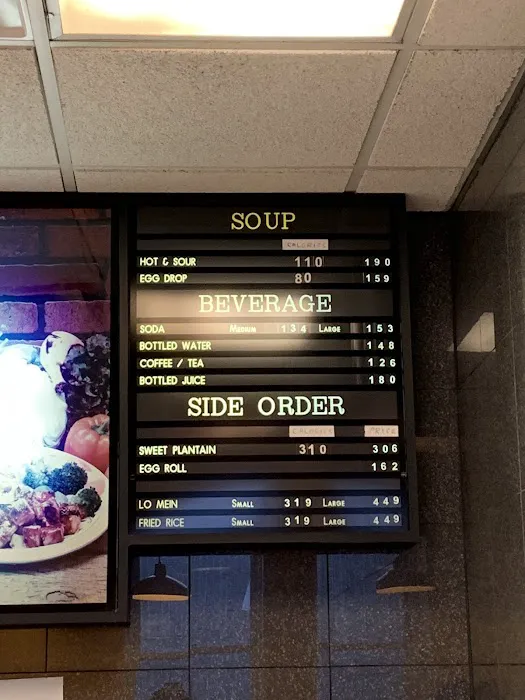 SOUP
CALORIES
HOT & SOUR 110 190
EGG DROP 80 159
BEVERAGE
SODA MEDIUM 134 LARGE 153
BOTTLED WATER 148
COFFEE / TEA 126
BOTTLED JUICE 180
SIDE ORDER
CALORIES PRICE
SWEET PLANTAIN 310 306
EGG ROLL 162
LO MEIN SMALL 319 LARGE 449
FRIED RICE SMALL 319 LARGE 449